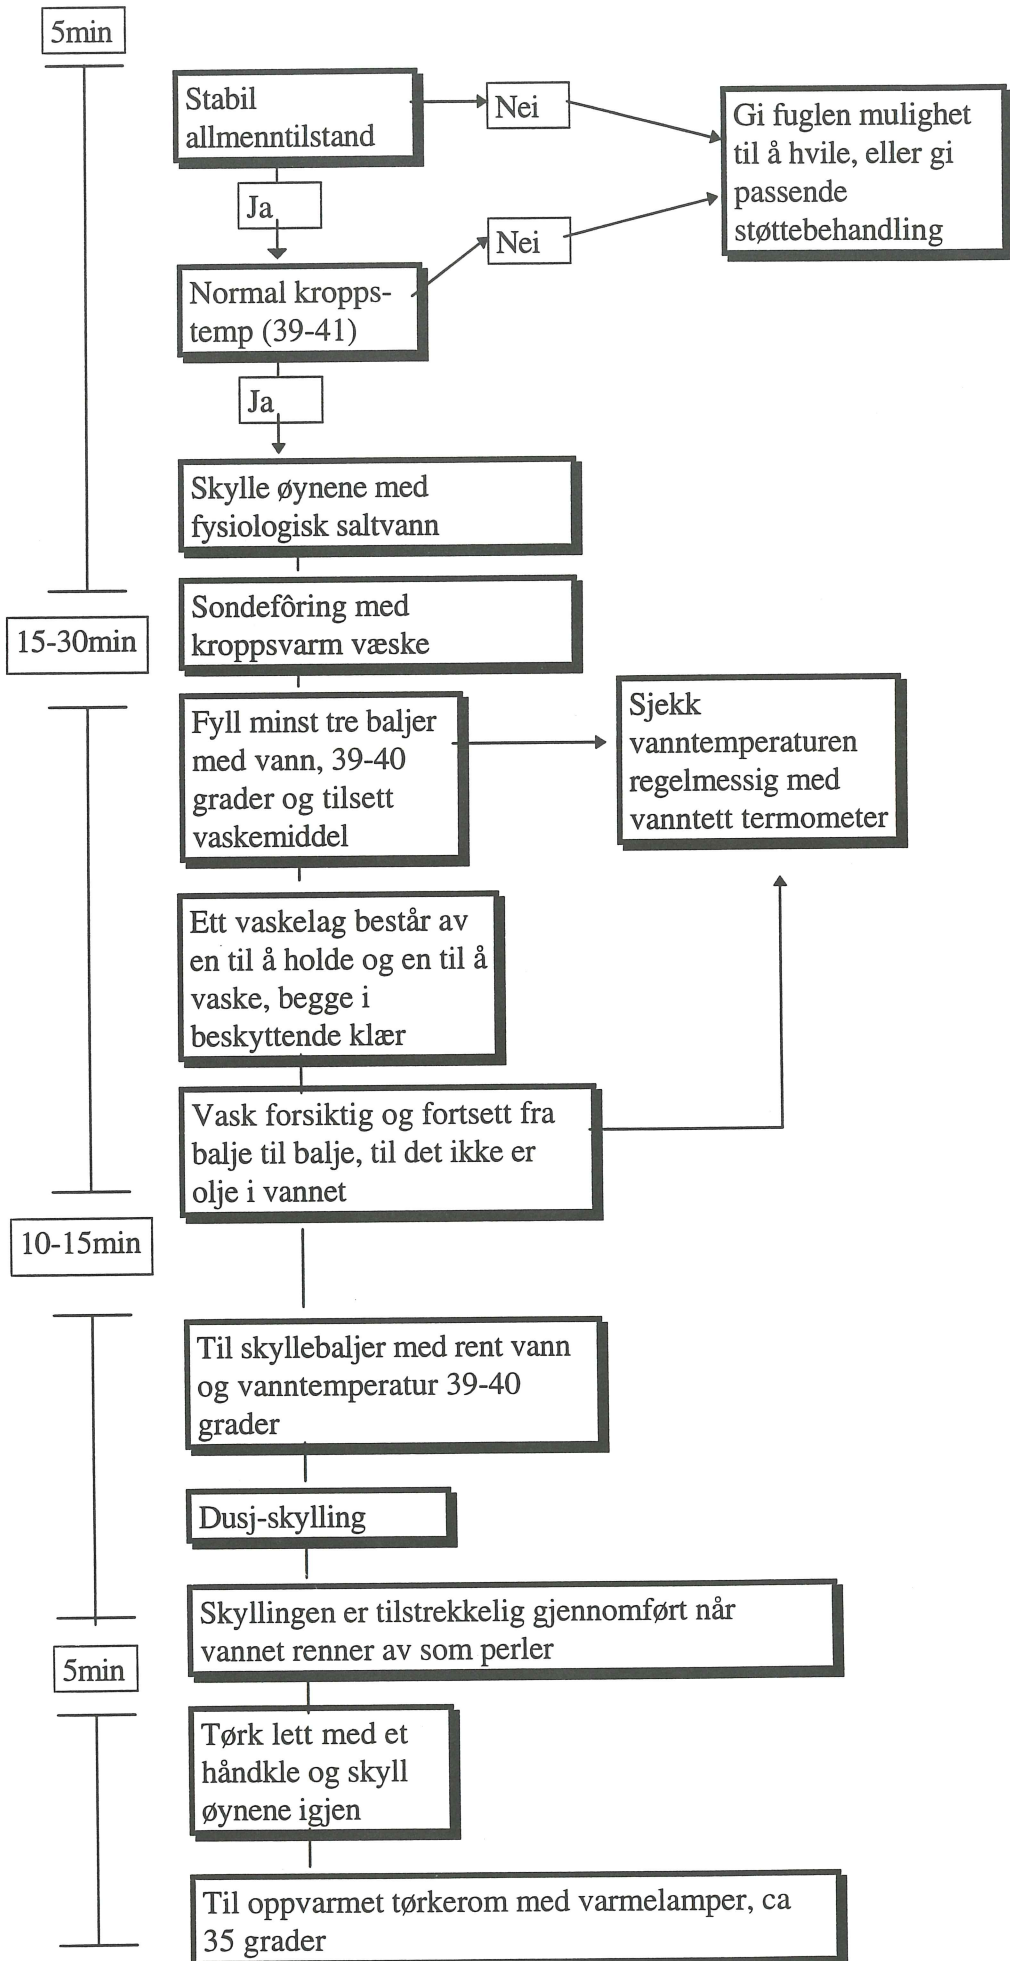 5min
Stabil
allmenntilstand
Nei
Gi fuglen mulighet
til å hvile, eller gi
passende
støttebehandling
Ja
Nei
Normal kropps-
temp (39-41)
Ja
Skylle øynene med
fysiologisk saltvann
Sondefôring med
kroppsvarm væske
15-30min
Fyll minst tre baljer
med vann, 39-40
grader og tilsett
vaskemiddel
Sjekk
vanntemperaturen
regelmessig med
vanntett termometer
Ett vaskelag består av
en til å holde og en til å
vaske, begge i
beskyttende klær
Vask forsiktig og fortsett fra
balje til balje, til det ikke er
olje i vannet
10-15min
Til skyllebaljer med rent vann
og vanntemperatur 39-40
grader
Dusj-skylling
Skyllingen er tilstrekkelig gjennomført når
vannet renner av som perler
5min
Tørk lett med et
håndkle og skyll
øynene igjen
Til oppvarmet tørkerom med varmelamper, ca
35 grader